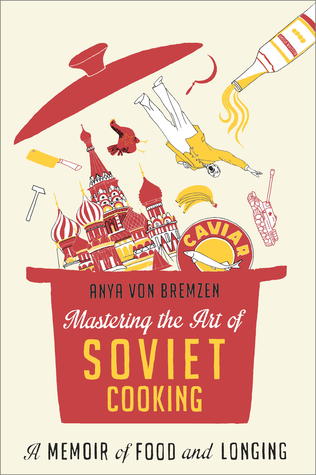 CAVIAR
ANYA VON BREMZEN
Mastering the Art of
SOVIET
COOKING
A MEMOIR of FOOD and LONGING